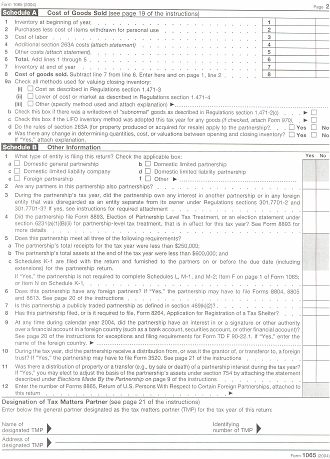 Form 1065 (2004) Page 2
Schedule A Cost of Goods Sold (see page 19 of the instructions)
1 Inventory at beginning of year 1
2 Purchases less cost of items withdrawn for personal use 2
3 Cost of labor 3
4 Additional section 263A costs (attach statement) 4
5 Other costs (attach statement) 5
6 Total. Add lines 1 through 5 6
7 Inventory at end of year 7
8 Cost of goods sold. Subtract line 7 from line 6. Enter here and on page 1, line 2 8
9a Check all methods used for valuing closing inventory:
(i) Cost as described in Regulations section 1.471-3
(ii) Lower of cost or market as described in Regulations section 1.471-4
(iii) Other (specify method used and attach explanation)
b Check this box if there was a writedown of "subnormal" goods as described in Regulations section 1.471-2(c)
c Check this box if the LIFO inventory method was adopted this tax year for any goods (if checked, attach Form 970)
d Do the rules of section 263A (for property produced or acquired for resale) apply to the partnership? Yes No
e Was there any change in determining quantities, cost, or valuations between opening and closing inventory? Yes No
If "Yes," attach explanation.
Schedule B Other Information
1 What type of entity is filing this return? Check the applicable box: Yes No
a Domestic general partnership b Domestic limited partnership
c Domestic limited liability company d Domestic limited liability partnership
e Foreign partnership f Other
2 Are any partners in this partnership also partnerships?
3 During the partnership's tax year, did the partnership own any interest in another partnership or in any foreign
entity that was disregarded as an entity separate from its owner under Regulations sections 301.7701-2 and
301.7701-3? If yes, see instructions for required attachment
4 Did the partnership file Form 8893, Election of Partnership Level Tax Treatment, or an election statement under
section 6231(a)(1)(B)(ii) for partnership-level tax treatment, that is in effect for this tax year? See Form 8893 for
more details
5 Does this partnership meet all three of the following requirements?
a The partnership's total receipts for the tax year were less than $250,000;
b The partnership's total assets at the end of the tax year were less than $600,000; and
c Schedules K-1 are filed with the return and furnished to the partners on or before the due date (including
extensions) for the partnership return.
If "Yes," the partnership is not required to complete Schedules L, M-1, and M-2; Item F on page 1 of Form 1065;
or Item N on Schedule K-1.
6 Does this partnership have any foreign partners? If "Yes," the partnership may have to file Forms 8804, 8805
and 8813. See page 20 of the instructions
7 Is this partnership a publicly traded partnership as defined in section 469(k)(2)?
8 Has this partnership filed, or is it required to file, Form 8264, Application for Registration of a Tax Shelter?
9 At any time during calendar year 2004, did the partnership have an interest in or a signature or other authority
over a financial account in a foreign country (such as a bank account, securities account, or other financial account)?
See page 20 of the instructions for exceptions and filing requirements for Form TD F 90-22.1. If "Yes," enter the
name of the foreign country.
10 During the tax year, did the partnership receive a distribution from, or was it the grantor of, or transferor to, a foreign
trust? If "Yes," the partnership may have to file Form 3520. See page 21 of the instructions
11 Was there a distribution of property or a transfer (e.g., by sale or death) of a partnership interest during the tax year?
If "Yes," you may elect to adjust the basis of the partnership's assets under section 754 by attaching the statement
described under Elections Made By the Partnership on page 9 of the instructions
12 Enter the number of Forms 8865, Return of U.S. Persons With Respect to Certain Foreign Partnerships, attached to
this return
Designation of Tax Matters Partner (see page 21 of the instructions)
Enter below the general partner designated as the tax matters partner (TMP) for the tax year of this return:
Name of designated TMP Identifying number of TMP
Address of designated TMP
Form 1065 (2004)